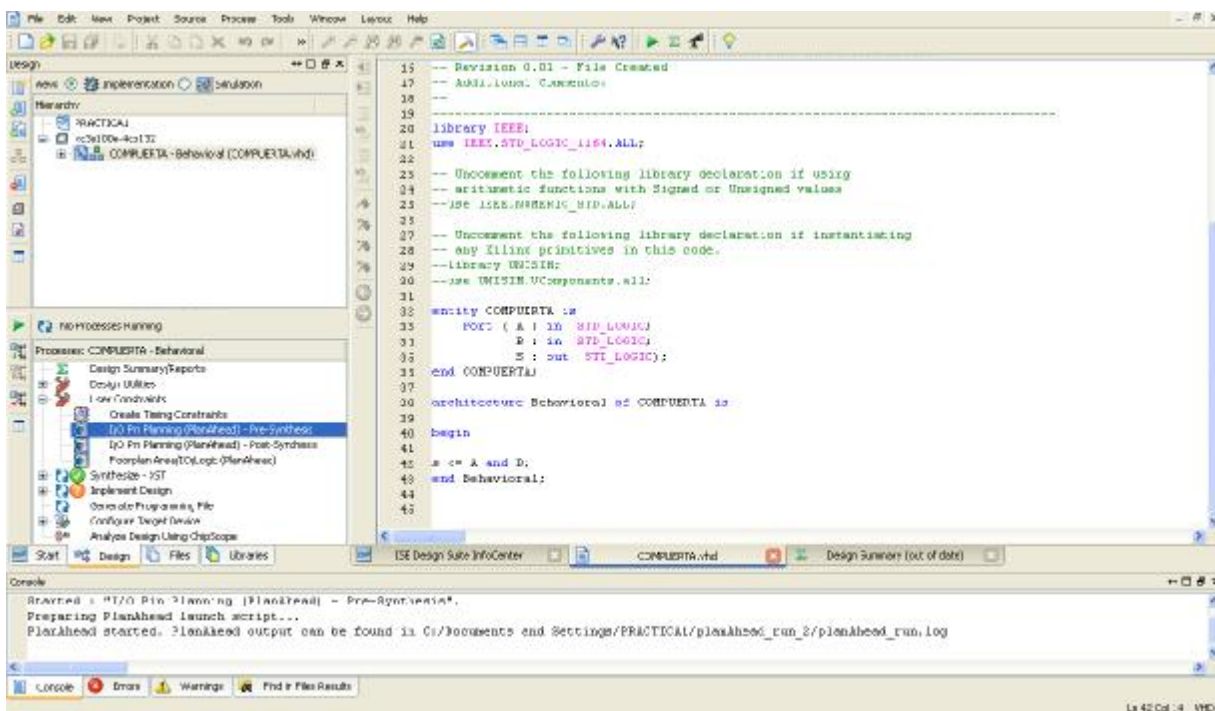 File Edit View Project Source Process Tools Window Layout Help
Design
View: Implementation Simulation
Hierarchy
PRACTICA1
xc3s100e-4cp132
COMPUERTA - Behavioral (COMPUERTA.vhd)
No Processes Running
Processes: COMPUERTA - Behavioral
Design Summary/Reports
Design Utilities
User Constraints
Create Timing Constraints
I/O Pin Planning (PlanAhead) - Pre-Synthesis
I/O Pin Planning (PlanAhead) - Post-Synthesis
Floorplan Area/IO/Logic (PlanAhead)
Synthesize - XST
Implement Design
Generate Programming File
Configure Target Device
Analyze Design Using ChipScope
Start Design Files Libraries
16 -- Revision 0.01 - File Created
17 -- Additional Comments:
18 --
19 ----------------------------------------------------------------------------------
20 library IEEE;
21 use IEEE.STD_LOGIC_1164.ALL;
22
23 -- Uncomment the following library declaration if using
24 -- arithmetic functions with Signed or Unsigned values
25 --use IEEE.NUMERIC_STD.ALL;
26
27 -- Uncomment the following library declaration if instantiating
28 -- any Xilinx primitives in this code.
29 --library UNISIM;
30 --use UNISIM.VComponents.all;
31
32 entity COMPUERTA is
33 Port ( A : in STD_LOGIC;
34 B : in STD_LOGIC;
35 S : out STD_LOGIC);
36 end COMPUERTA;
37
38 architecture Behavioral of COMPUERTA is
39
40 begin
41
42 s <= A and B;
43 end Behavioral;
44
45
ISE Design Suite InfoCenter COMPUERTA.vhd Design Summary (out of date)
Console
Started : "I/O Pin Planning (PlanAhead) - Pre-Synthesis".
Preparing PlanAhead launch script...
PlanAhead started. PlanAhead output can be found in C:/Documents and Settings/PRACTICA1/planAhead_run_2/planAhead_run.log
Console Errors Warnings Find in Files Results
Ln 42 Col 14 VHDL